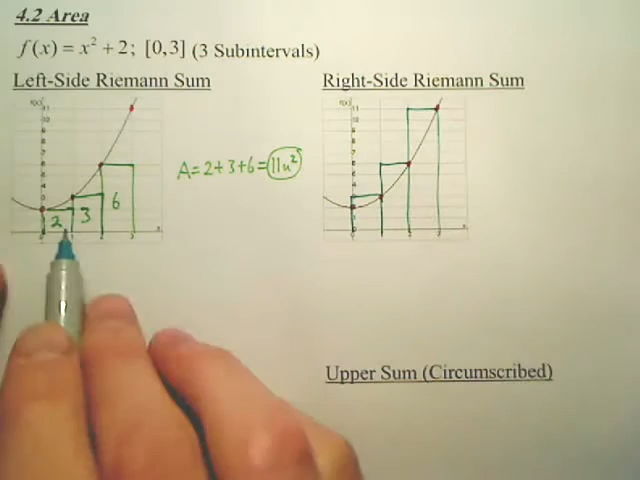 4.2 Area
f(x) = x² + 2; [0,3] (3 Subintervals)
Left-Side Riemann Sum
Right-Side Riemann Sum
A=2+3+6=11u²
2 3 6
Upper Sum (Circumscribed)